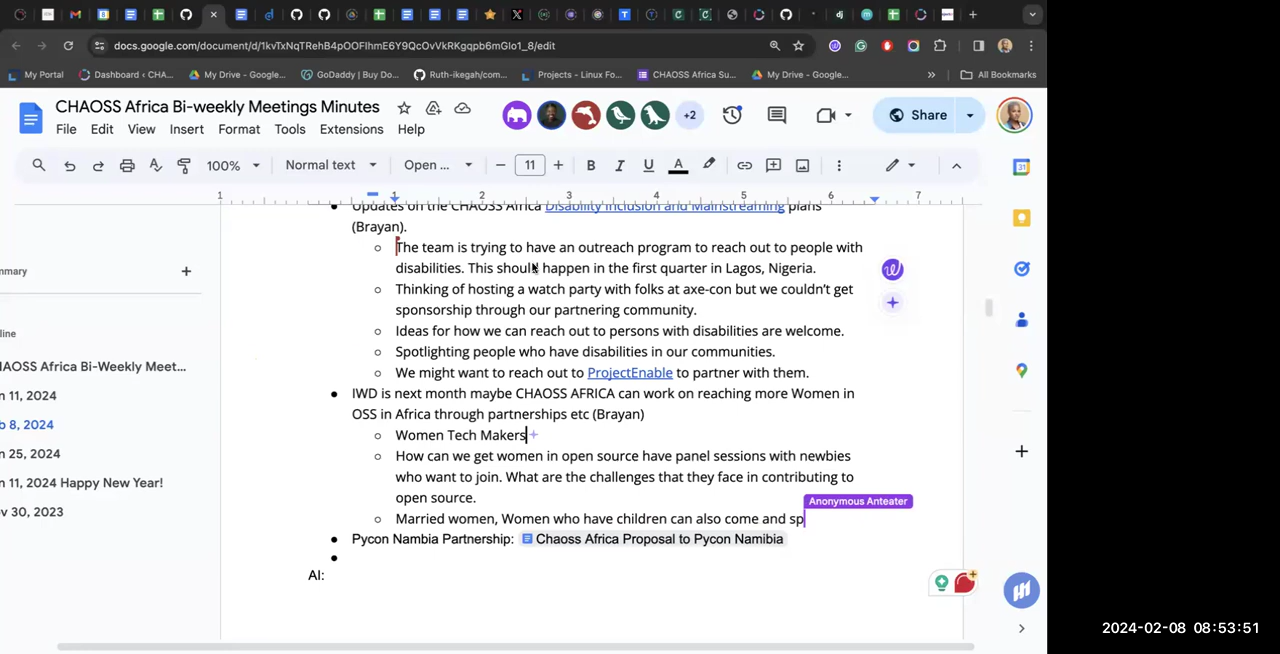 docs.google.com/document/d/1kvTxNqTRehB4pOOFIhmE6Y9QcOvVkRKgqpb6mGlo1_8/edit
My Portal
Dashboard < CHA...
My Drive - Google...
GoDaddy | Buy Do...
Ruth-ikegah/com...
Projects - Linux Fo...
CHAOSS Africa Su...
My Drive - Google...
»
All Bookmarks
CHAOSS Africa Bi-weekly Meetings Minutes
+2
Share
File Edit View Insert Format Tools Extensions Help
100% Normal text Open ... 11 B I U A
1 1 2 3 4 5 6 7
mmary
line
HAOSS Africa Bi-Weekly Meet...
n 11, 2024
b 8, 2024
n 25, 2024
n 11, 2024 Happy New Year!
v 30, 2023
Updates on the CHAOSS Africa Disability Inclusion and Mainstreaming plans
(Brayan).
The team is trying to have an outreach program to reach out to people with
disabilities. This should happen in the first quarter in Lagos, Nigeria.
Thinking of hosting a watch party with folks at axe-con but we couldn't get
sponsorship through our partnering community.
Ideas for how we can reach out to persons with disabilities are welcome.
Spotlighting people who have disabilities in our communities.
We might want to reach out to ProjectEnable to partner with them.
IWD is next month maybe CHAOSS AFRICA can work on reaching more Women in
OSS in Africa through partnerships etc (Brayan)
Women Tech Makers
How can we get women in open source have panel sessions with newbies
who want to join. What are the challenges that they face in contributing to
open source.
Anonymous Anteater
Married women, Women who have children can also come and sp
Pycon Nambia Partnership: Chaoss Africa Proposal to Pycon Namibia
AI:
2024-02-08 08:53:51